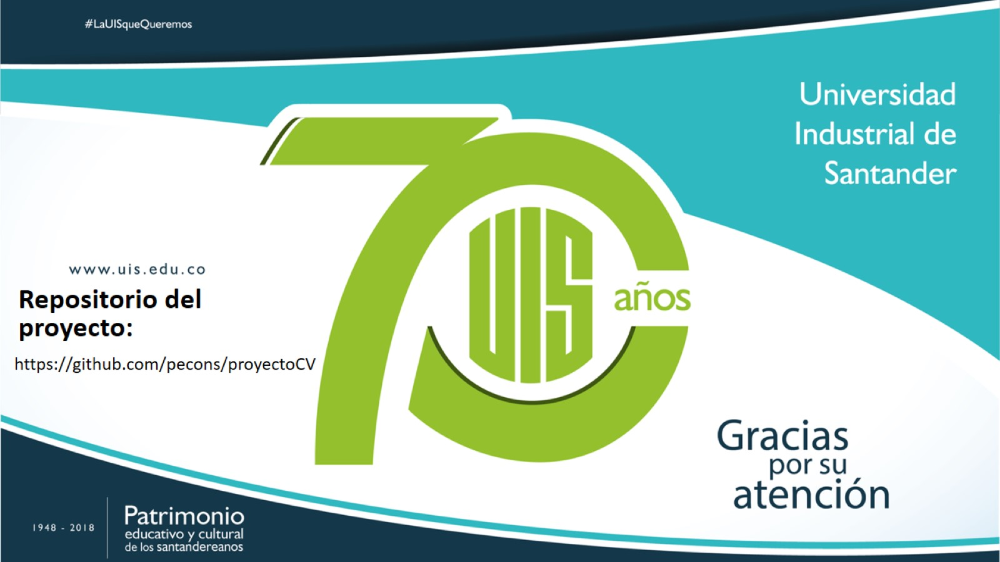 #LaUISqueQueremos
Universidad
Industrial de
Santander
70
UIS
años
www.uis.edu.co
Repositorio del
proyecto:
https://github.com/pecons/proyectoCV
Gracias
por su
atención
1948 - 2018
Patrimonio
educativo y cultural
de los santandereanos